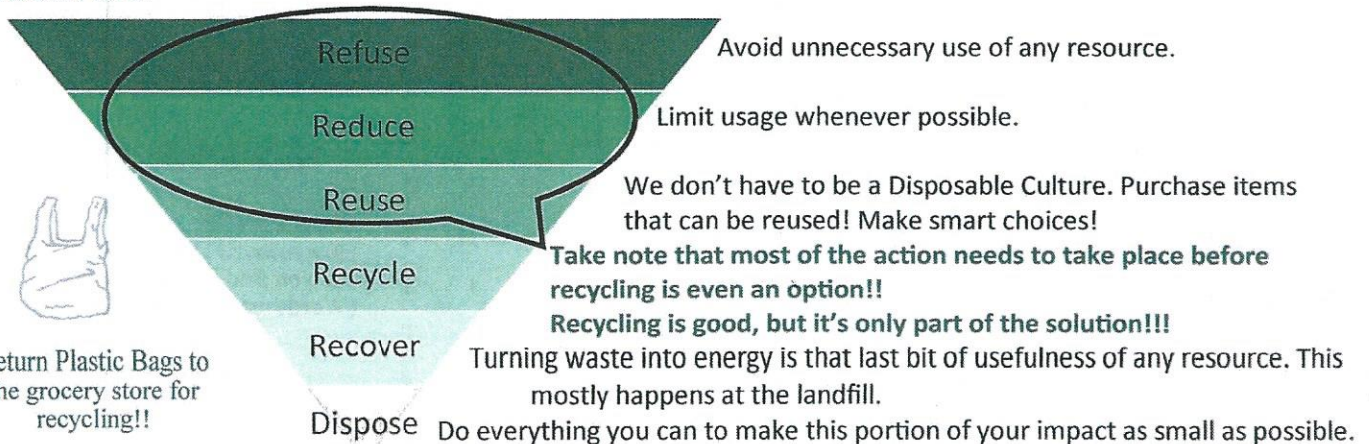 Refuse
Avoid unnecessary use of any resource.
Reduce
Limit usage whenever possible.
Reuse
We don't have to be a Disposable Culture. Purchase items
that can be reused! Make smart choices!
Take note that most of the action needs to take place before
recycling is even an option!!
Recycling is good, but it's only part of the solution!!!
Recycle
Recover
Turning waste into energy is that last bit of usefulness of any resource. This
mostly happens at the landfill.
Dispose
Do everything you can to make this portion of your impact as small as possible.
eturn Plastic Bags to
he grocery store for
recycling!!